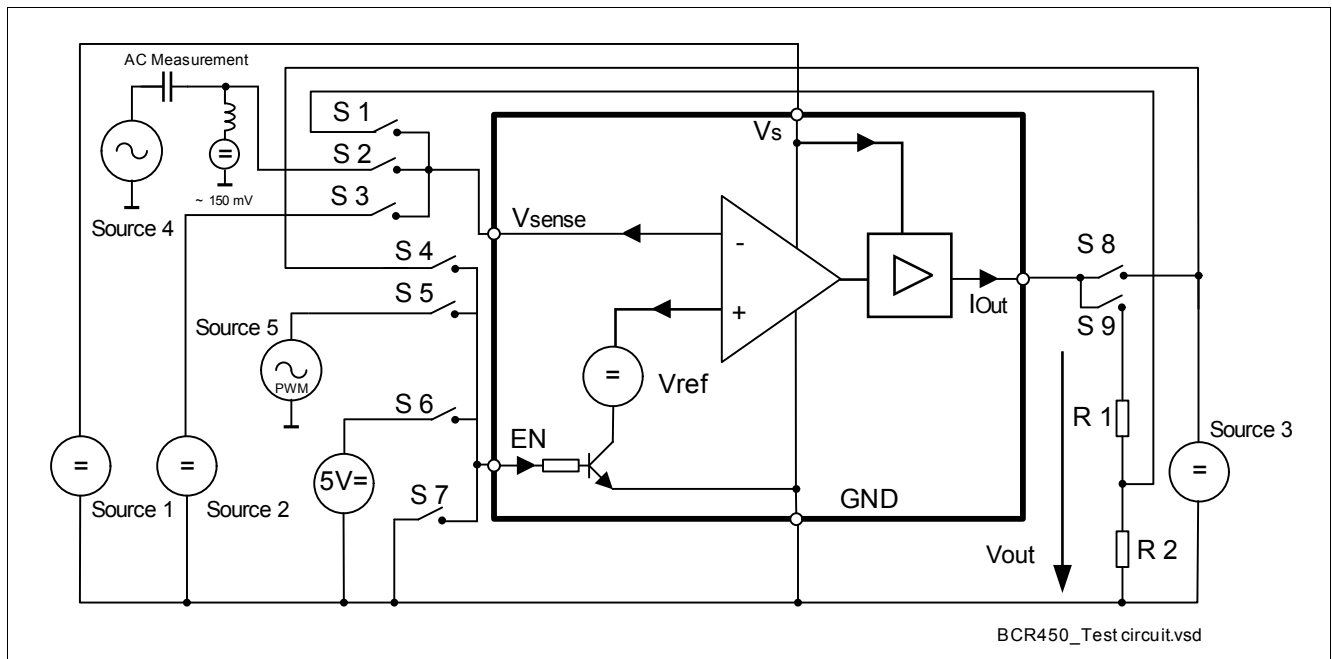 AC Measurement
S 1
S 2
S 3
~ 150 mV
Source 4
Vs
Vsense
-
+
IOut
S 4
S 5
Source 5
PWM
S 8
S 9
=
Vref
S 6
EN
R 1
Source 3
=
=
=
=
5V=
Source 1
Source 2
S 7
GND
R 2
Vout
BCR450_Test circuit.vsd